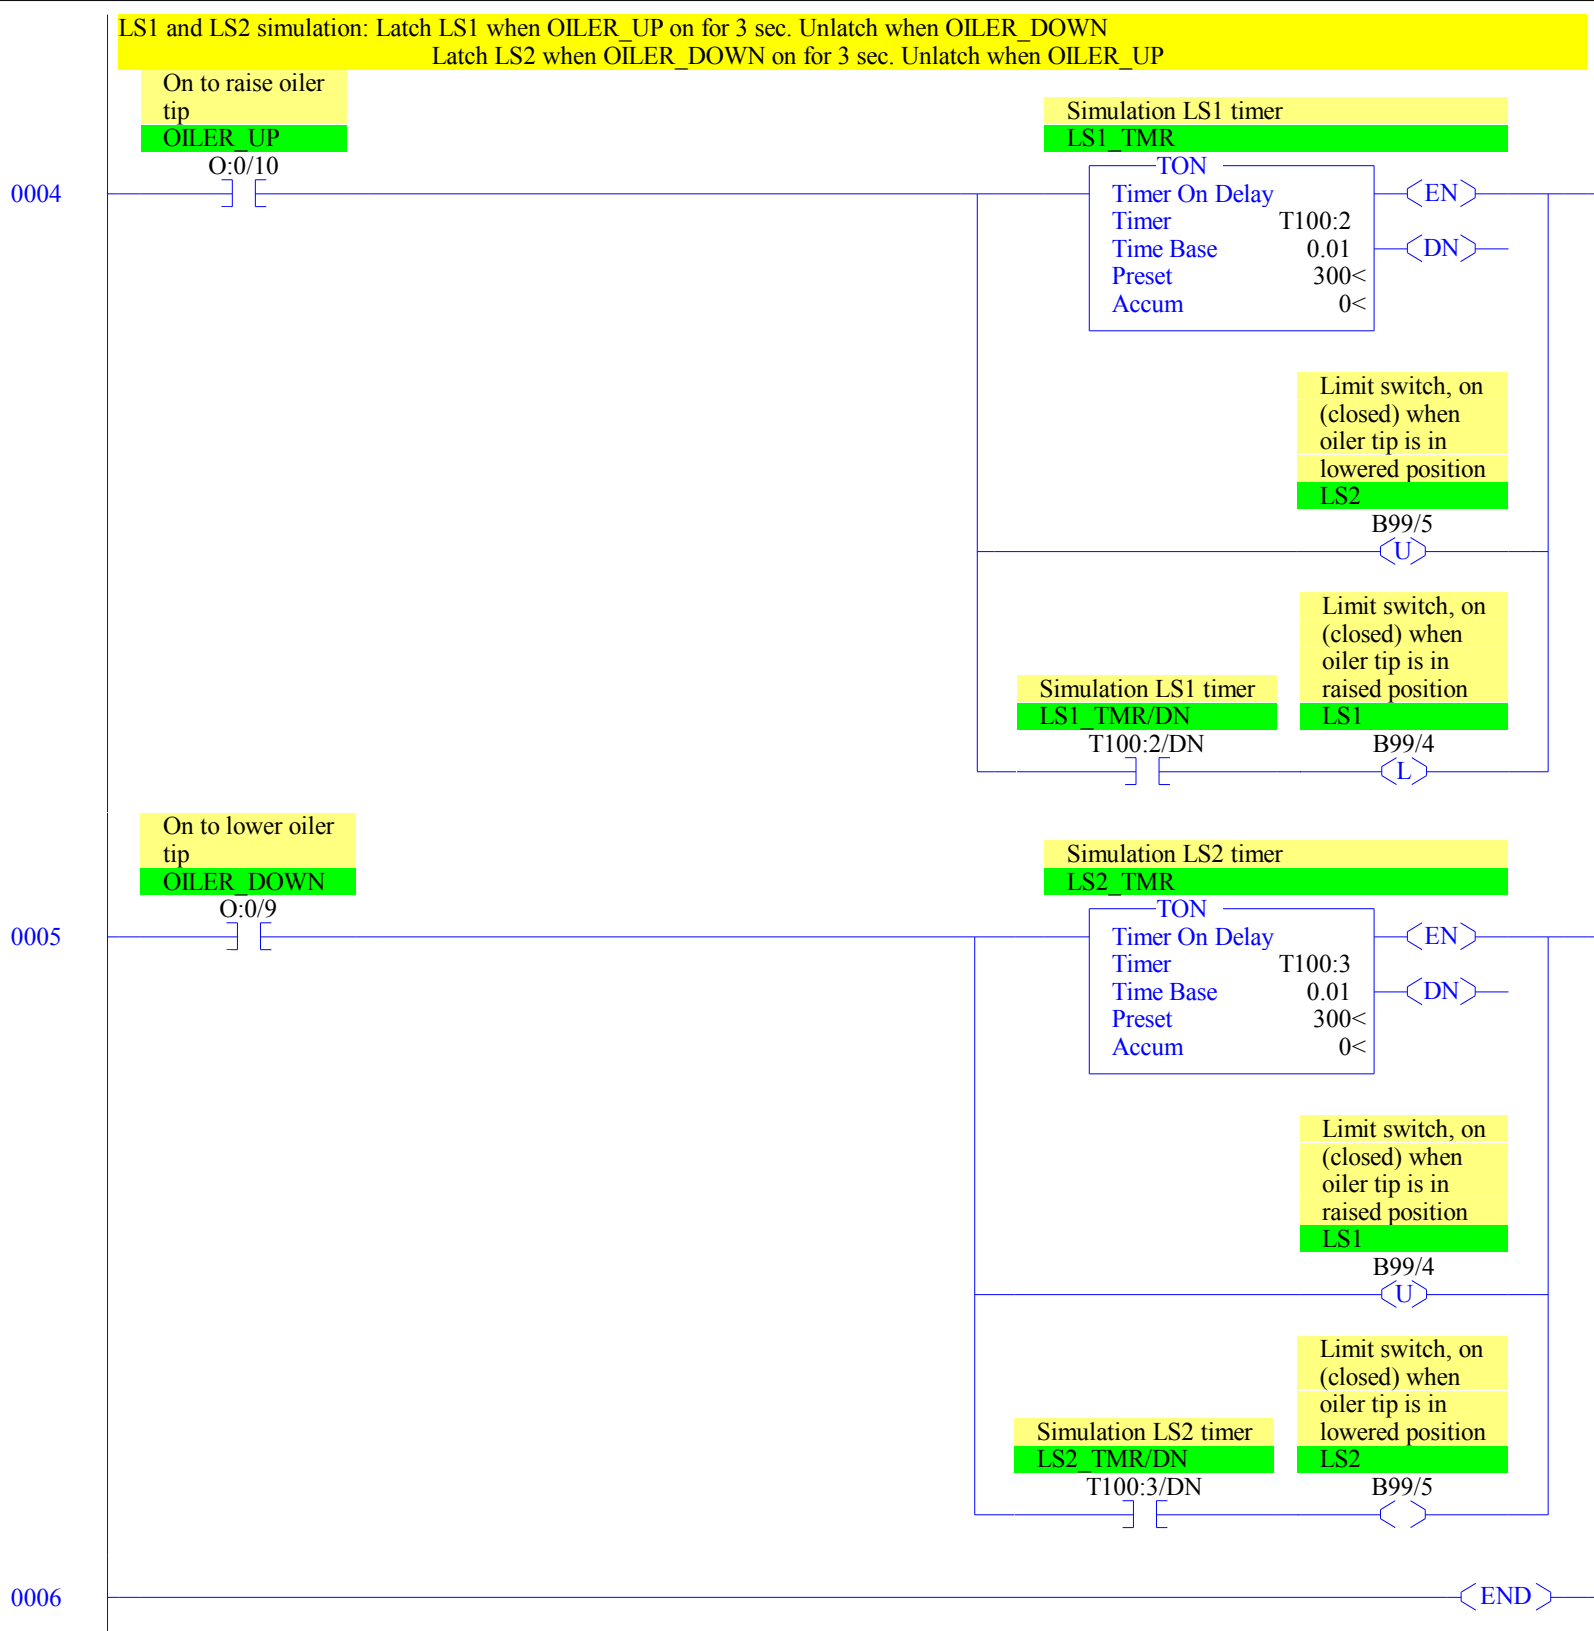 LS1 and LS2 simulation: Latch LS1 when OILER_UP on for 3 sec. Unlatch when OILER_DOWN
Latch LS2 when OILER_DOWN on for 3 sec. Unlatch when OILER_UP
On to raise oiler
tip
OILER_UP
O:0/10
0004
Simulation LS1 timer
LS1_TMR
TON
Timer On Delay
Timer T100:2
Time Base 0.01
Preset 300<
Accum 0<
EN
DN
Limit switch, on
(closed) when
oiler tip is in
lowered position
LS2
B99/5
U
Simulation LS1 timer
LS1_TMR/DN
T100:2/DN
Limit switch, on
(closed) when
oiler tip is in
raised position
LS1
B99/4
L
On to lower oiler
tip
OILER_DOWN
O:0/9
0005
Simulation LS2 timer
LS2_TMR
TON
Timer On Delay
Timer T100:3
Time Base 0.01
Preset 300<
Accum 0<
EN
DN
Limit switch, on
(closed) when
oiler tip is in
raised position
LS1
B99/4
U
Simulation LS2 timer
LS2_TMR/DN
T100:3/DN
Limit switch, on
(closed) when
oiler tip is in
lowered position
LS2
B99/5
0006
END